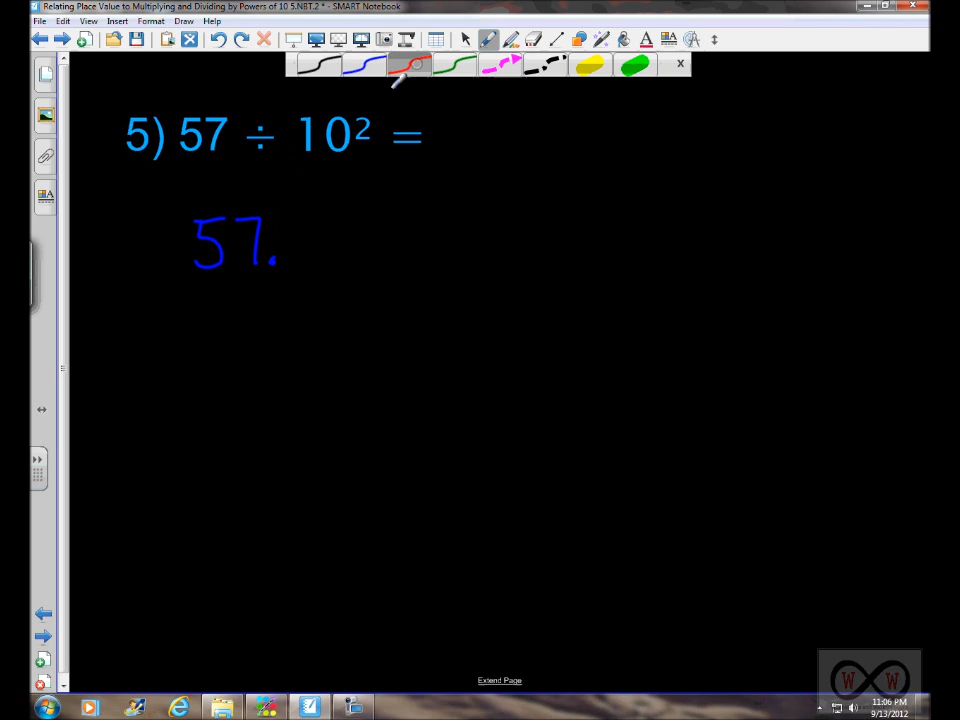 Relating Place Value to Multiplying and Dividing by Powers of 10 5.NBT.2 * - SMART Notebook
File Edit View Insert Format Draw Help
x
5) 57 ÷ 10² =
57.
Extend Page
W W
11:06 PM
9/13/2012